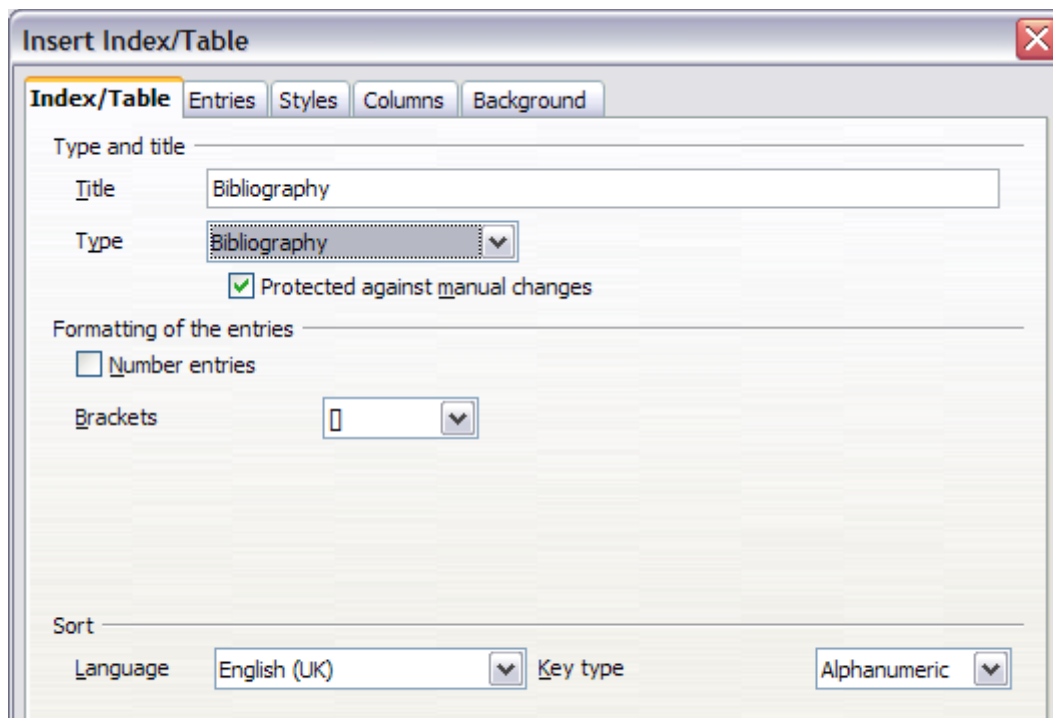 Insert Index/Table
Index/Table Entries Styles Columns Background
Type and title
Title Bibliography
Type Bibliography
Protected against manual changes
Formatting of the entries
Number entries
Brackets []
Sort
Language English (UK) Key type Alphanumeric